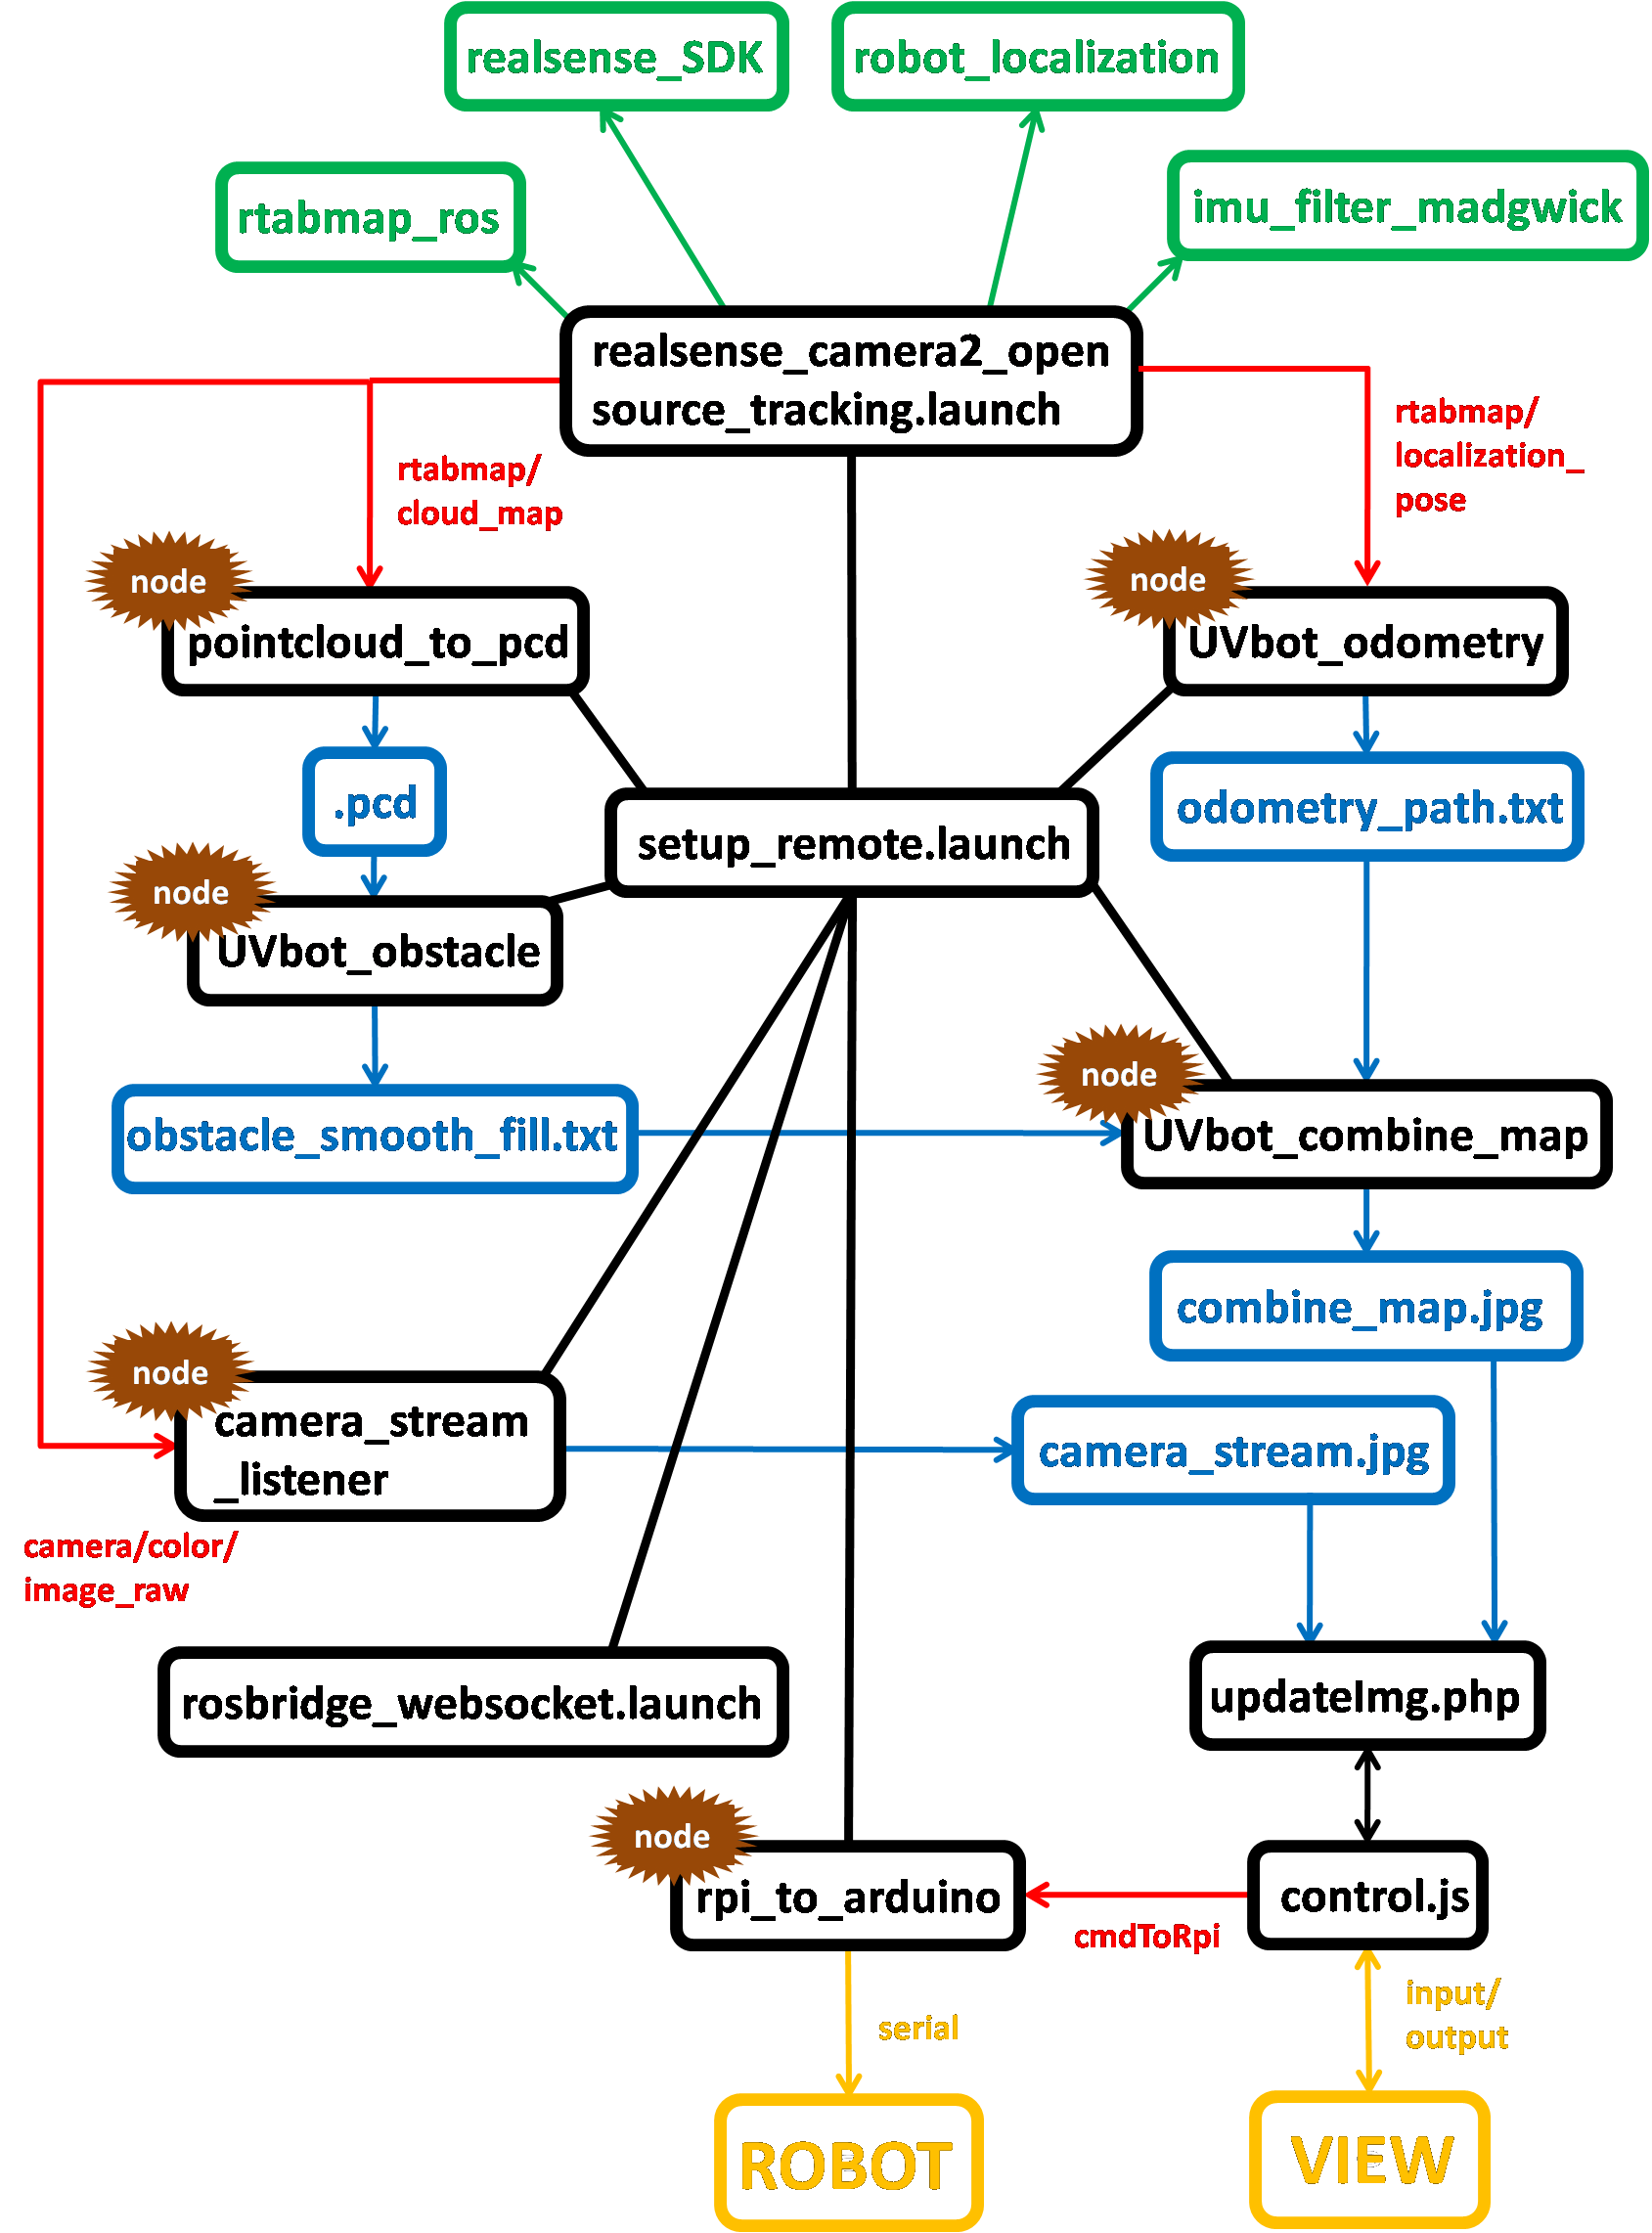 realsense_SDK
robot_localization
rtabmap_ros
imu_filter_madgwick
realsense_camera2_open
source_tracking.launch
rtabmap/
cloud_map
rtabmap/
localization_
pose
node
pointcloud_to_pcd
node
UVbot_odometry
.pcd
odometry_path.txt
setup_remote.launch
node
UVbot_obstacle
node
UVbot_combine_map
obstacle_smooth_fill.txt
combine_map.jpg
node
camera_stream
_listener
camera_stream.jpg
camera/color/
image_raw
rosbridge_websocket.launch
updateImg.php
node
rpi_to_arduino
cmdToRpi
control.js
serial
input/
output
ROBOT
VIEW